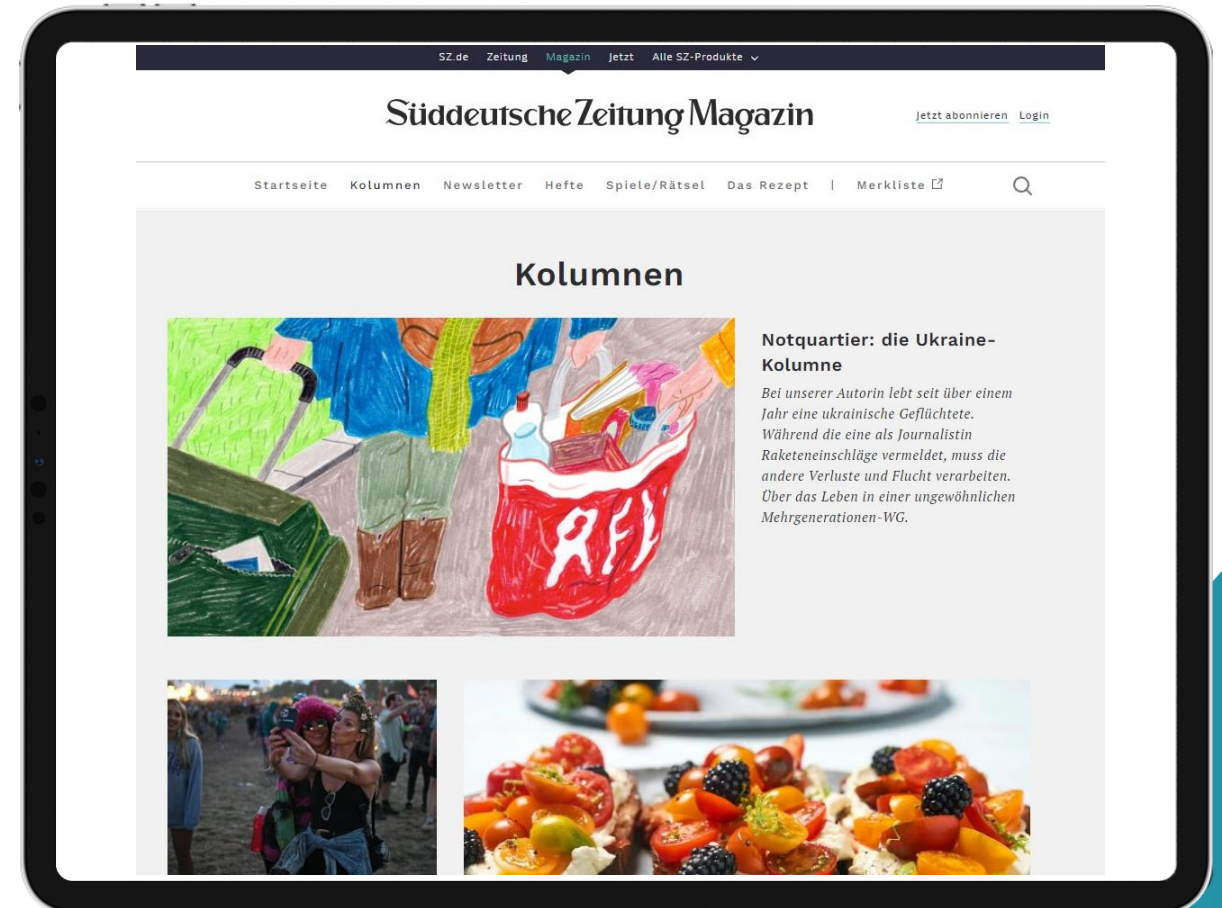 SZ.de Zeitung Magazin Jetzt Alle SZ-Produkte
Süddeutsche Zeitung Magazin
Jetzt abonnieren Login
Startseite Kolumnen Newsletter Hefte Spiele/Rätsel Das Rezept | Merkliste
Kolumnen
Notquartier: die Ukraine-
Kolumne
Bei unserer Autorin lebt seit über einem
Jahr eine ukrainische Geflüchtete.
Während die eine als Journalistin
Raketeneinschläge vermeldet, muss die
andere Verluste und Flucht verarbeiten.
Über das Leben in einer ungewöhnlichen
Mehrgenerationen-WG.